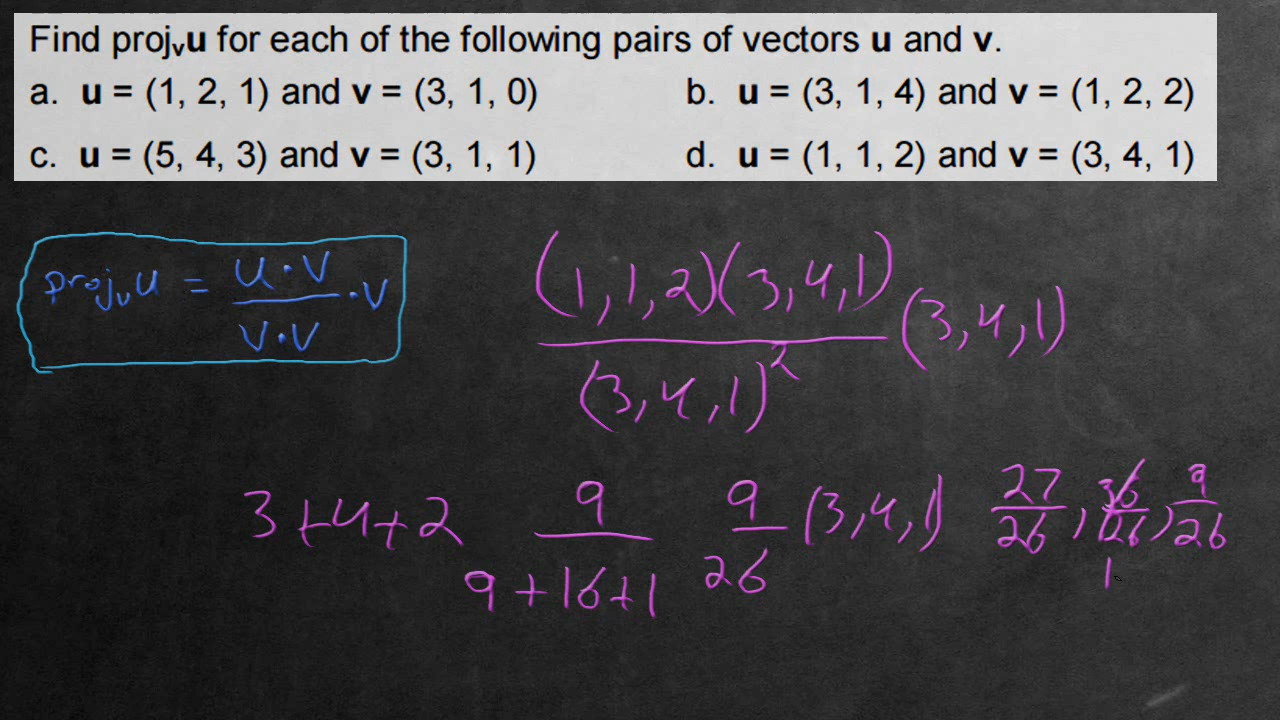 Find projᵥu for each of the following pairs of vectors u and v.
a. u = (1, 2, 1) and v = (3, 1, 0) b. u = (3, 1, 4) and v = (1, 2, 2)
c. u = (5, 4, 3) and v = (3, 1, 1) d. u = (1, 1, 2) and v = (3, 4, 1)
projᵥu = u·v / v·v · v
(1, 1, 2)(3, 4, 1) / (3, 4, 1)² (3, 4, 1)
3+4+2 9 / 9+16+1 9/26 (3, 4, 1) 27/26, 36/26, 9/26
1